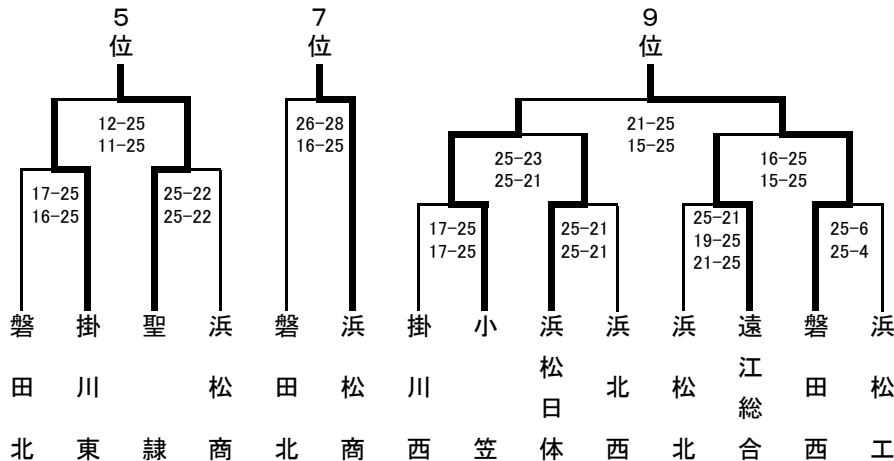 5位
7位
9位
12-25
11-25
26-28
16-25
21-25
15-25
25-23
25-21
16-25
15-25
17-25
16-25
25-22
25-22
17-25
17-25
25-21
25-21
25-21
19-25
21-25
25-6
25-4
磐田北
掛川東
聖隷
浜松商
磐田北
浜松商
掛川西
小笠
浜松日体
浜北西
浜松北
遠江総合
磐田西
浜松工